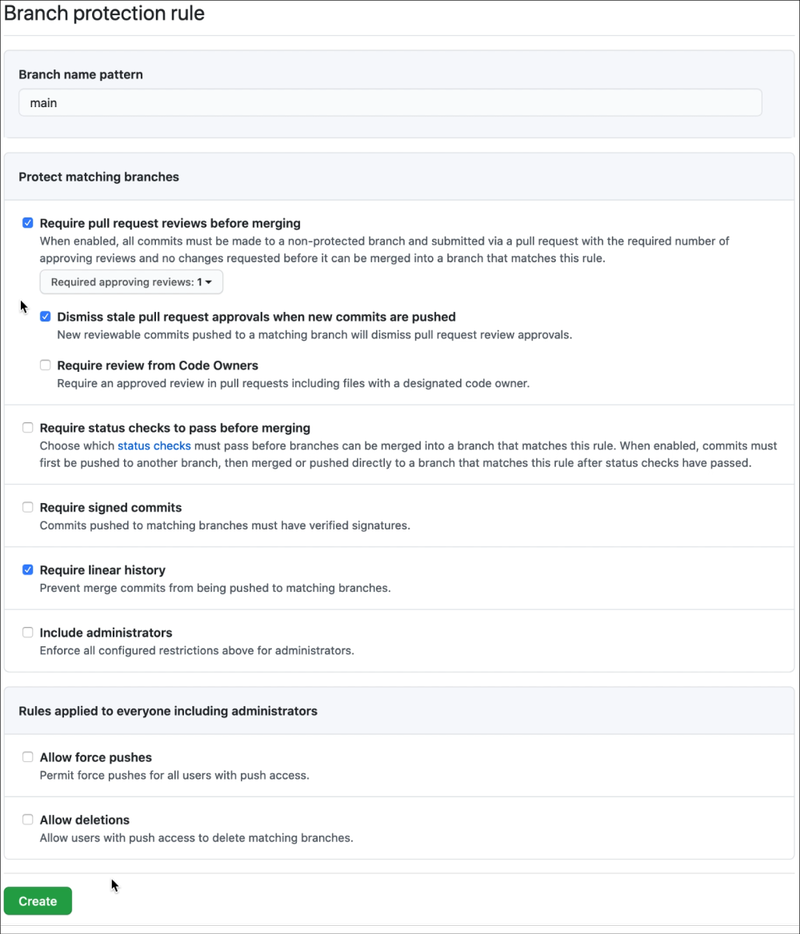 Branch protection rule
Branch name pattern
main
Protect matching branches
Require pull request reviews before merging
When enabled, all commits must be made to a non-protected branch and submitted via a pull request with the required number of
approving reviews and no changes requested before it can be merged into a branch that matches this rule.
Required approving reviews: 1
Dismiss stale pull request approvals when new commits are pushed
New reviewable commits pushed to a matching branch will dismiss pull request review approvals.
Require review from Code Owners
Require an approved review in pull requests including files with a designated code owner.
Require status checks to pass before merging
Choose which status checks must pass before branches can be merged into a branch that matches this rule. When enabled, commits must
first be pushed to another branch, then merged or pushed directly to a branch that matches this rule after status checks have passed.
Require signed commits
Commits pushed to matching branches must have verified signatures.
Require linear history
Prevent merge commits from being pushed to matching branches.
Include administrators
Enforce all configured restrictions above for administrators.
Rules applied to everyone including administrators
Allow force pushes
Permit force pushes for all users with push access.
Allow deletions
Allow users with push access to delete matching branches.
Create